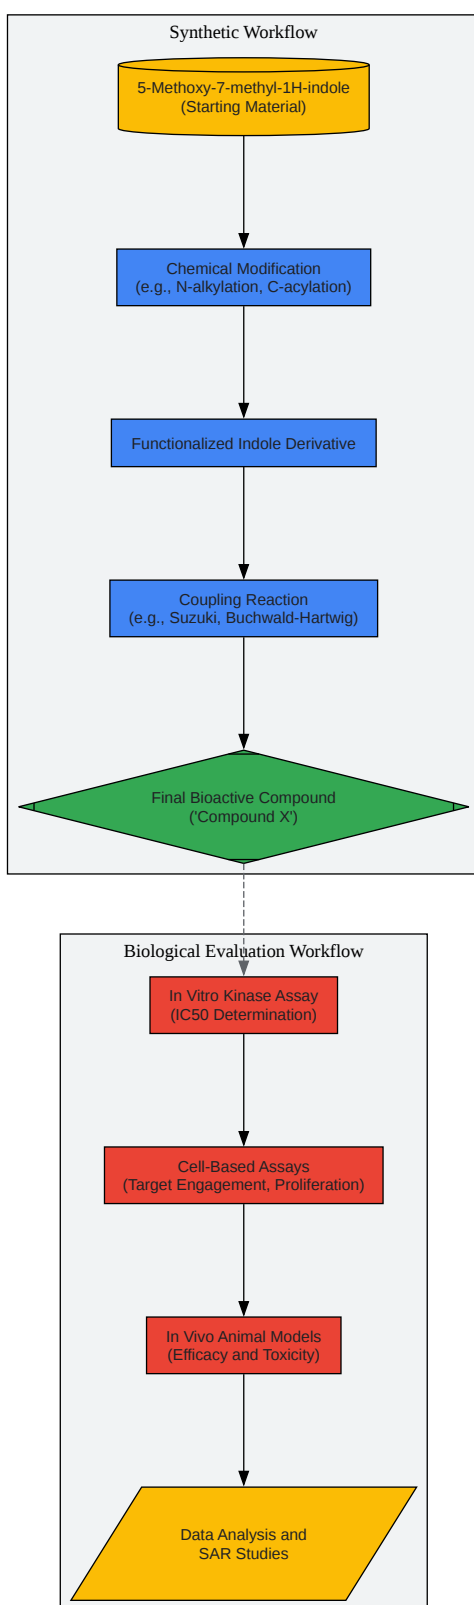 Synthetic Workflow
5-Methoxy-7-methyl-1H-indole
(Starting Material)
Chemical Modification
(e.g., N-alkylation, C-acylation)
Functionalized Indole Derivative
Coupling Reaction
(e.g., Suzuki, Buchwald-Hartwig)
Final Bioactive Compound
('Compound X')
Biological Evaluation Workflow
In Vitro Kinase Assay
(IC50 Determination)
Cell-Based Assays
(Target Engagement, Proliferation)
In Vivo Animal Models
(Efficacy and Toxicity)
Data Analysis and
SAR Studies